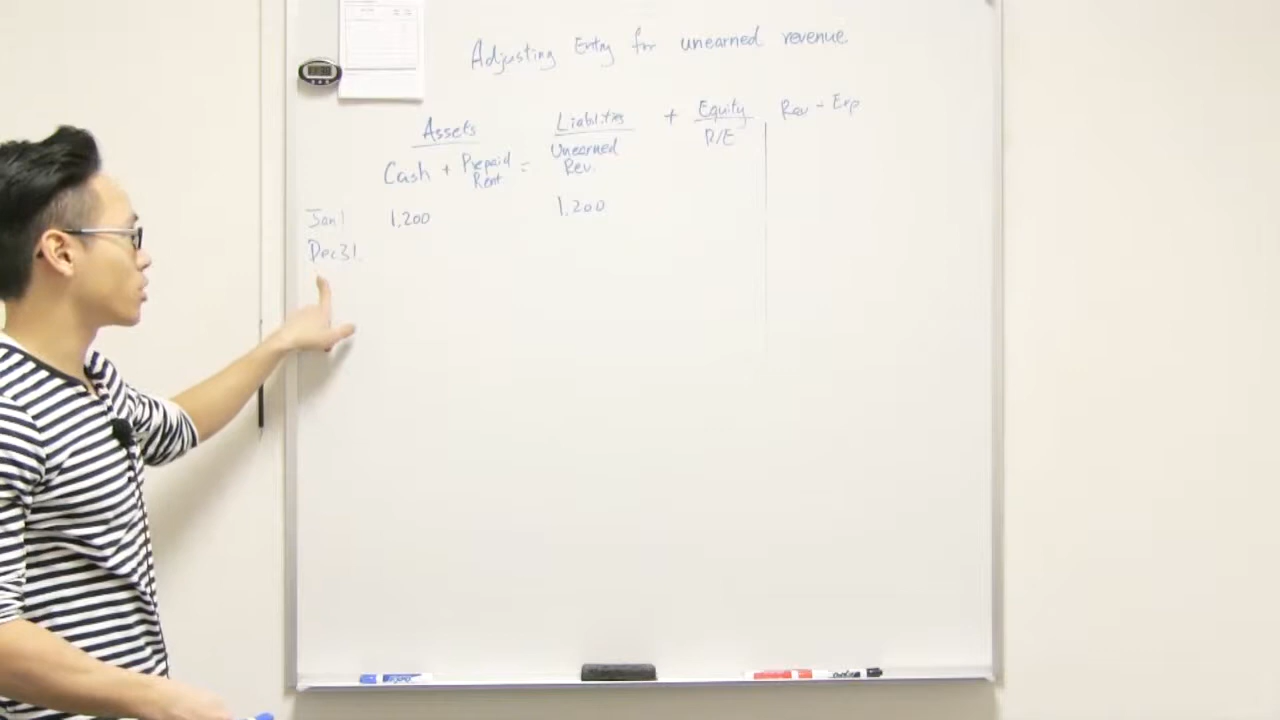 Adjusting Entry for unearned revenue
Assets Liabilities + Equity Rev - Exp
Cash + Prepaid Rent = Unearned Rev. R/E
Jan 1 1,200 1,200
Dec 31